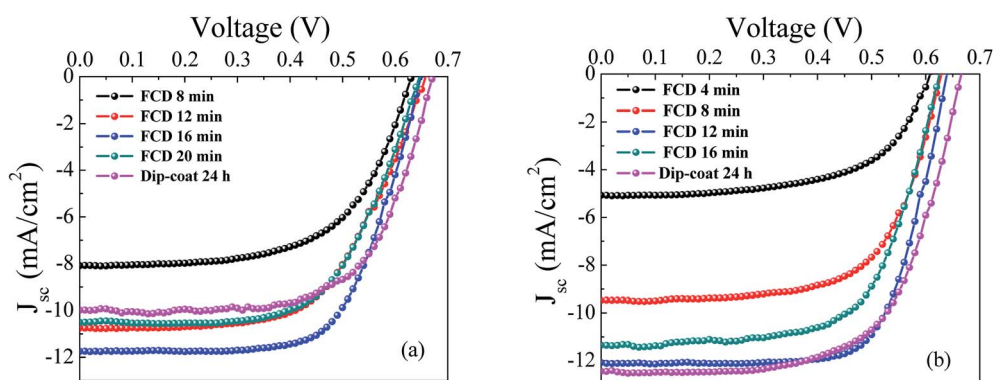 Voltage (V)
0.0 0.1 0.2 0.3 0.4 0.5 0.6 0.7
0
-2
-4
-6
-8
-10
-12
J_sc (mA/cm²)
FCD 8 min
FCD 12 min
FCD 16 min
FCD 20 min
Dip-coat 24 h
(a)
Voltage (V)
0.0 0.1 0.2 0.3 0.4 0.5 0.6 0.7
0
-2
-4
-6
-8
-10
-12
J_sc (mA/cm²)
FCD 4 min
FCD 8 min
FCD 12 min
FCD 16 min
Dip-coat 24 h
(b)